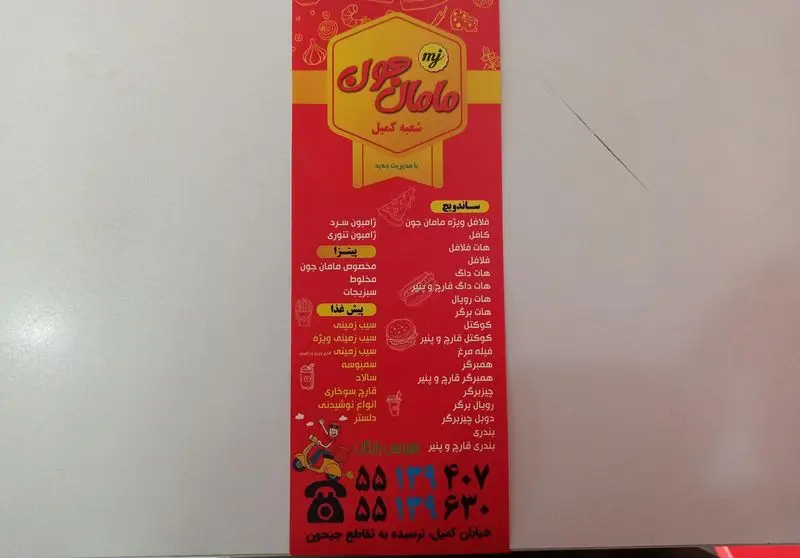 mj
مامان جون
شعبه کمیل
با مدیریت جدید
ساندویچ
فلافل ویژه مامان جون
کافل
هات فلافل
فلافل
هات داگ
هات داگ قارچ و پنیر
هات رویال
هات برگر
کوکتل
کوکتل قارچ و پنیر
فیله مرغ
همبرگر
همبرگر قارچ و پنیر
چیزبرگر
رویال برگر
دوبل چیزبرگر
بندری
بندری قارچ و پنیر
ژامبون سرد
ژامبون تنوری
پیتزا
مخصوص مامان جون
مخلوط
سبزیجات
پیش غذا
سیب زمینی
سیب زمینی ویژه
سیب زمینی
سمبوسه
سالاد
قارچ سوخاری
انواع نوشیدنی
دلستر
۵۵ ۱۳۹ ۴۰۷
۵۵ ۱۳۹ ۶۳۰
خیابان کمیل، نرسیده به تقاطع جیحون